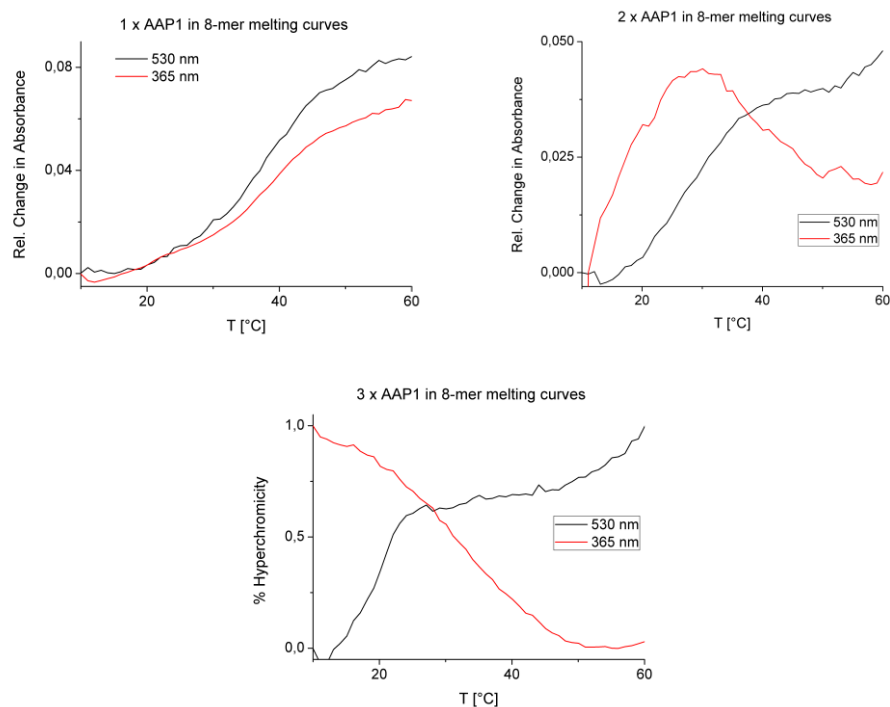 1 x AAP1 in 8-mer melting curves
530 nm
365 nm
0,08
0,04
0,00
Rel. Change in Absorbance
20
40
60
T [°C]
2 x AAP1 in 8-mer melting curves
0,050
0,025
0,000
Rel. Change in Absorbance
530 nm
365 nm
20
40
60
T [°C]
3 x AAP1 in 8-mer melting curves
1,0
0,5
0,0
% Hyperchromicity
530 nm
365 nm
20
40
60
T [°C]